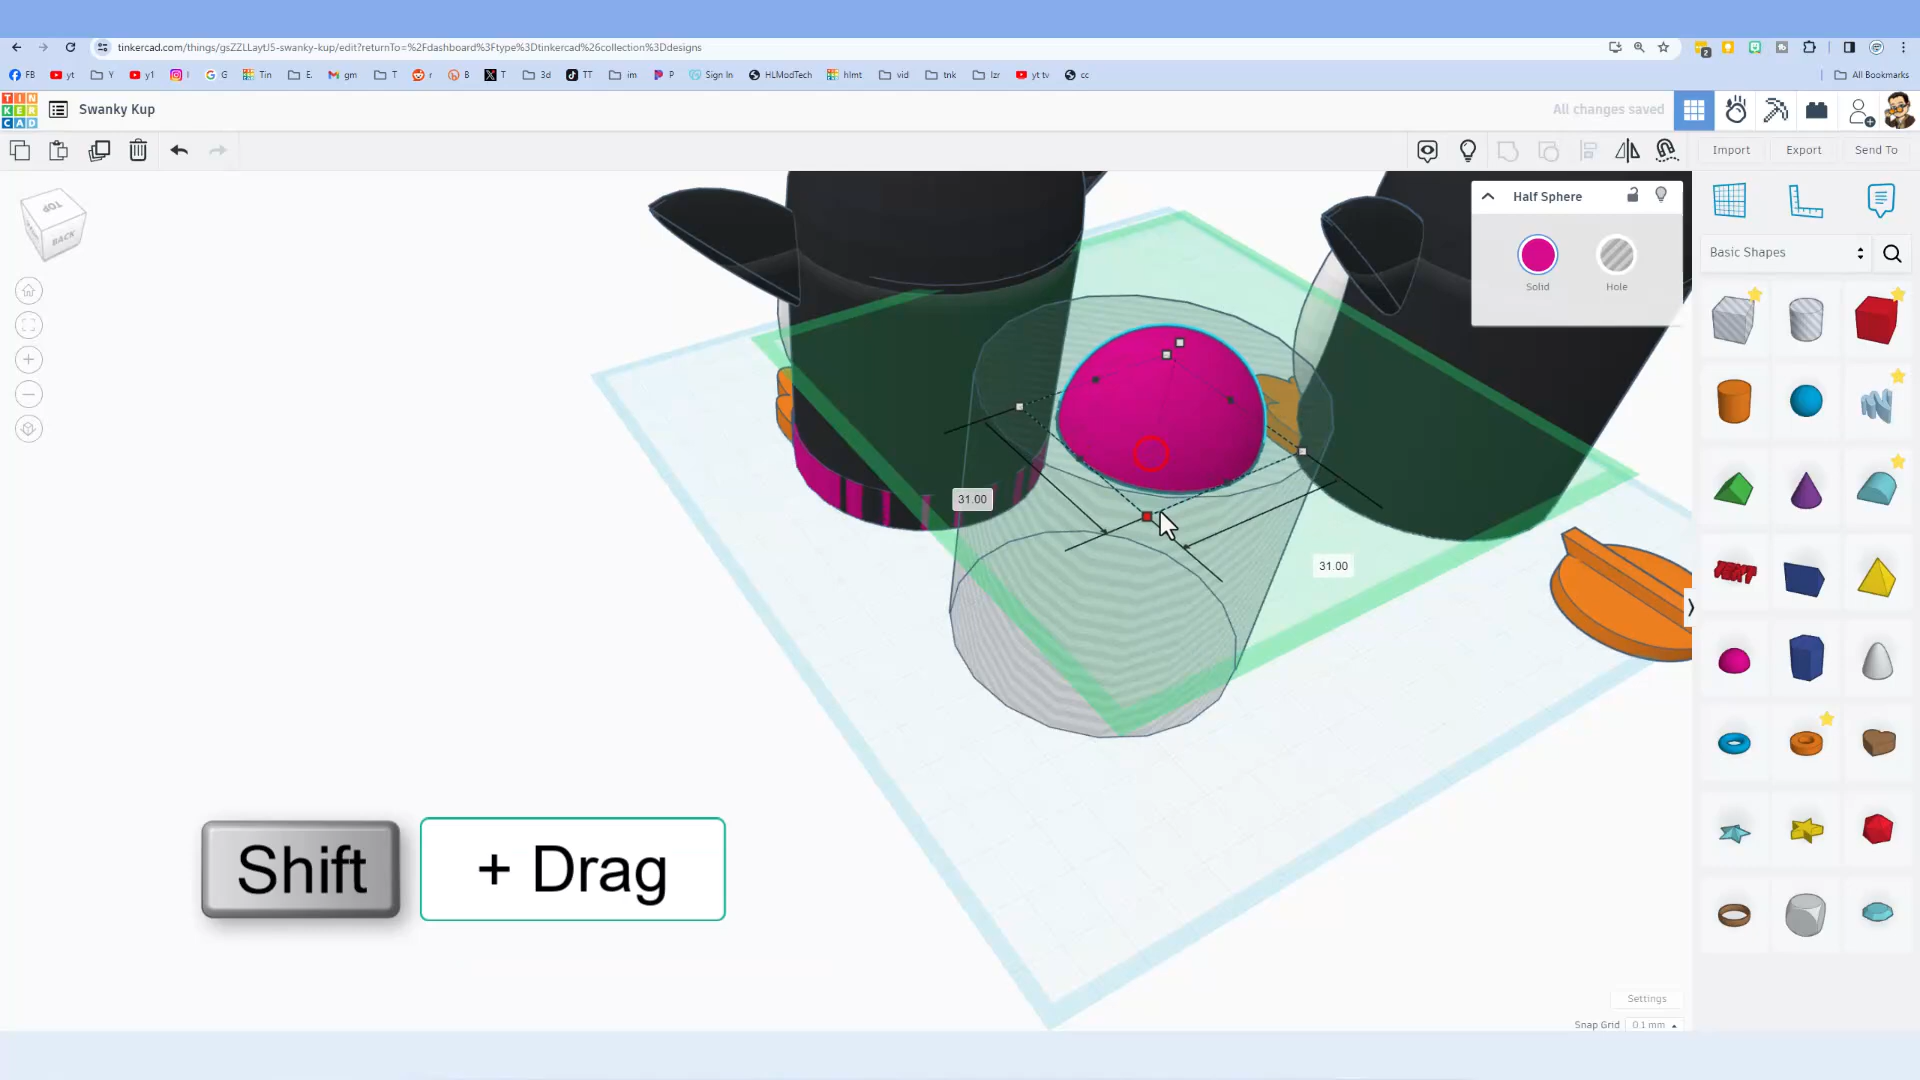 tinkercad.com/things/gsZZLLaytJ5-swanky-kup/edit?returnTo=%2Fdashboard%3Ftype%3Dtinkercad%26collection%3Ddesigns
2
FB yt Y y1 I G Tin E. gm T r B T 3d TT im P Sign In HLModTech hlmt vid tnk lzr yt tv cc All Bookmarks
TIN
KER
CAD
Swanky Kup
All changes saved
Import Export Send To
TOP
BACK
Half Sphere
Solid Hole
Basic Shapes
31.00
31.00
Shift + Drag
Settings
Snap Grid 0.1 mm